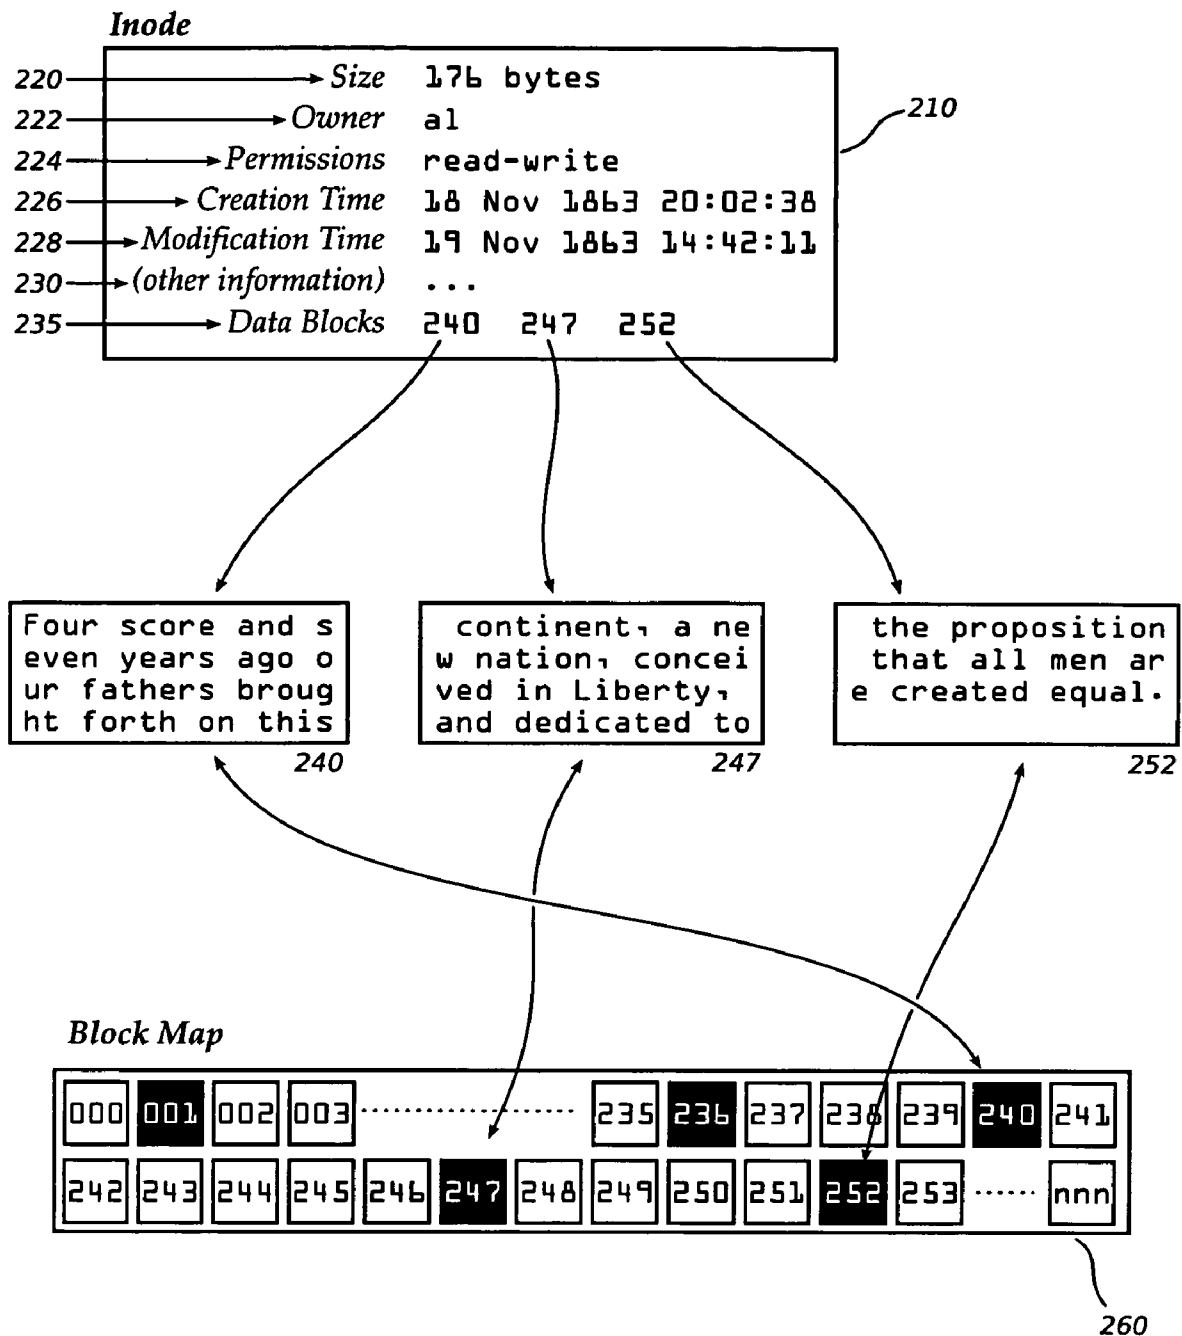 Inode
220 Size 176 bytes
222 Owner al
210
224 Permissions read-write
226 Creation Time 18 Nov 1863 20:02:38
228 Modification Time 19 Nov 1863 14:42:11
230 (other information) ...
235 Data Blocks 240 247 252
Four score and s
even years ago o
ur fathers broug
ht forth on this
240
continent, a ne
w nation, concei
ved in Liberty,
and dedicated to
247
the proposition
that all men ar
e created equal.
252
Block Map
000 001 002 003 235 236 237 238 239 240 241
242 243 244 245 246 247 248 249 250 251 252 253 nnn
260